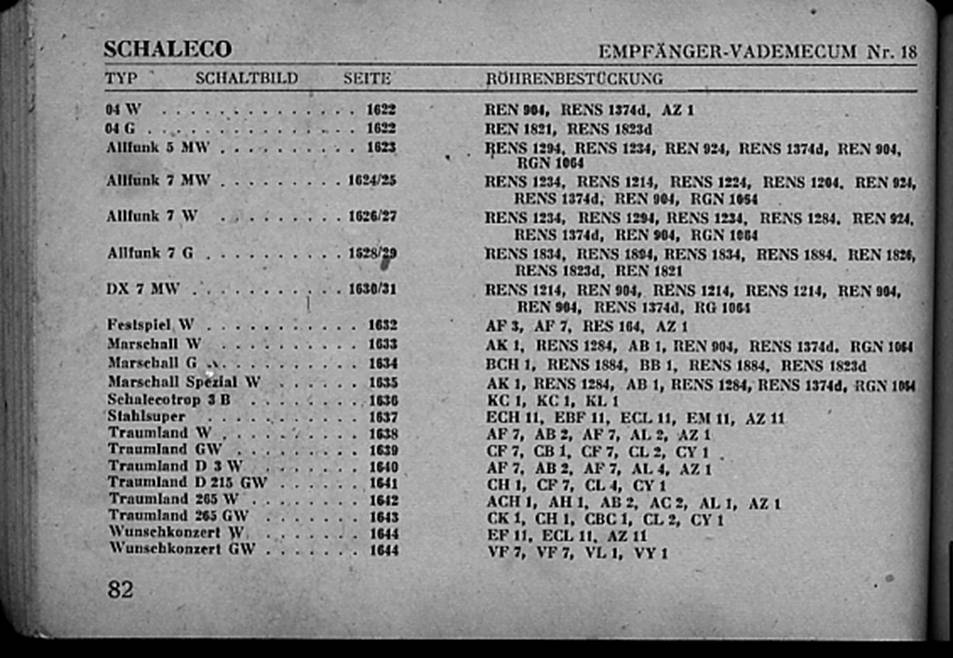 SCHALECO EMPFÄNGER-VADEMECUM Nr. 18
TYP SCHALTBILD SEITE RÖHRENBESTÜCKUNG
04 W . . . . . . . . . . . . . . 1622 REN 904, RENS 1374d, AZ 1
04 G . . . . . . . . . . . . . . 1622 REN 1821, RENS 1823d
Allfunk 5 MW . . . . . . . . . . 1623 RENS 1294, RENS 1234, REN 924, RENS 1374d, REN 904,
RGN 1064
Allfunk 7 MW . . . . . . . . . 1624/25 RENS 1234, RENS 1214, RENS 1224, RENS 1204, REN 924,
RENS 1374d, REN 904, RGN 1064
Allfunk 7 W . . . . . . . . . 1626/27 RENS 1234, RENS 1294, RENS 1234, RENS 1284, REN 924,
RENS 1374d, REN 904, RGN 1064
Allfunk 7 G . . . . . . . . . . 1628/29 RENS 1834, RENS 1894, RENS 1834, RENS 1884, REN 1826,
RENS 1823d, REN 1821
DX 7 MW . . . . . . . . . . . 1630/31 RENS 1214, REN 904, RENS 1214, RENS 1214, REN 904,
REN 904, RENS 1374d, RG 1064
Festspiel W . . . . . . . . . . . 1632 AF 3, AF 7, RES 164, AZ 1
Marschall W . . . . . . . . . . 1633 AK 1, RENS 1284, AB 1, REN 904, RENS 1374d, RGN 1064
Marschall G . . . . . . . . . . . 1634 BCH 1, RENS 1884, BB 1, RENS 1884, RENS 1823d
Marschall Spezial W . . . . . . 1635 AK 1, RENS 1284, AB 1, RENS 1284, RENS 1374d, RGN 1064
Schalecotrop 3 B . . . . . . . . 1636 KC 1, KC 1, KL 1
Stahlsuper . . . . . . . . . . . 1637 ECH 11, EBF 11, ECL 11, EM 11, AZ 11
Traumland W . . . . . . . . . . 1638 AF 7, AB 2, AF 7, AL 2, AZ 1
Traumland GW . . . . . . . . . 1639 CF 7, CB 1, CF 7, CL 2, CY 1
Traumland D 3 W . . . . . . . . 1640 AF 7, AB 2, AF 7, AL 4, AZ 1
Traumland D 215 GW . . . . . . 1641 CH 1, CF 7, CL 4, CY 1
Traumland 265 W . . . . . . . . 1642 ACH 1, AH 1, AB 2, AC 2, AL 1, AZ 1
Traumland 265 GW . . . . . . . 1643 CK 1, CH 1, CBC 1, CL 2, CY 1
Wunschkonzert W . . . . . . . . 1644 EF 11, ECL 11, AZ 11
Wunschkonzert GW . . . . . . . 1644 VF 7, VF 7, VL 1, VY 1
82